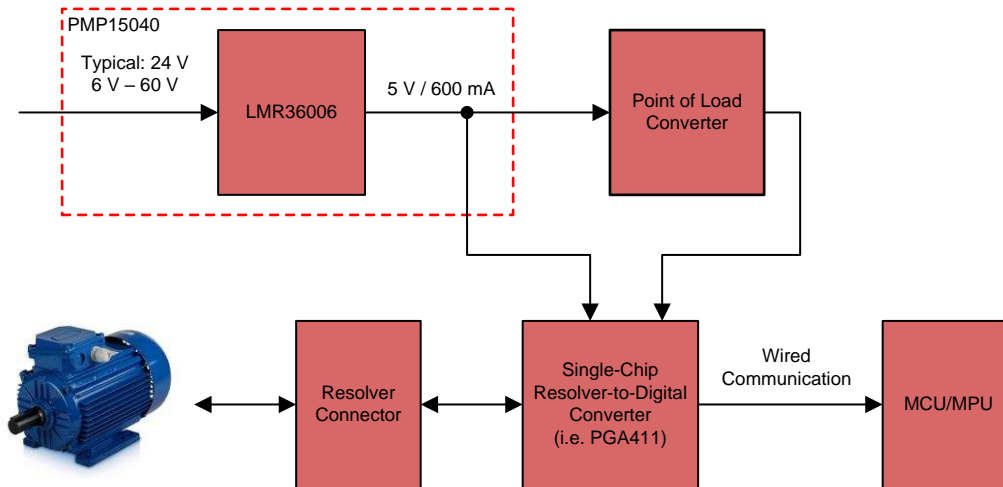 PMP15040
Typical: 24 V
6 V – 60 V
LMR36006
5 V / 600 mA
Point of Load
Converter
Resolver
Connector
Single-Chip
Resolver-to-Digital
Converter
(i.e. PGA411)
Wired
Communication
MCU/MPU